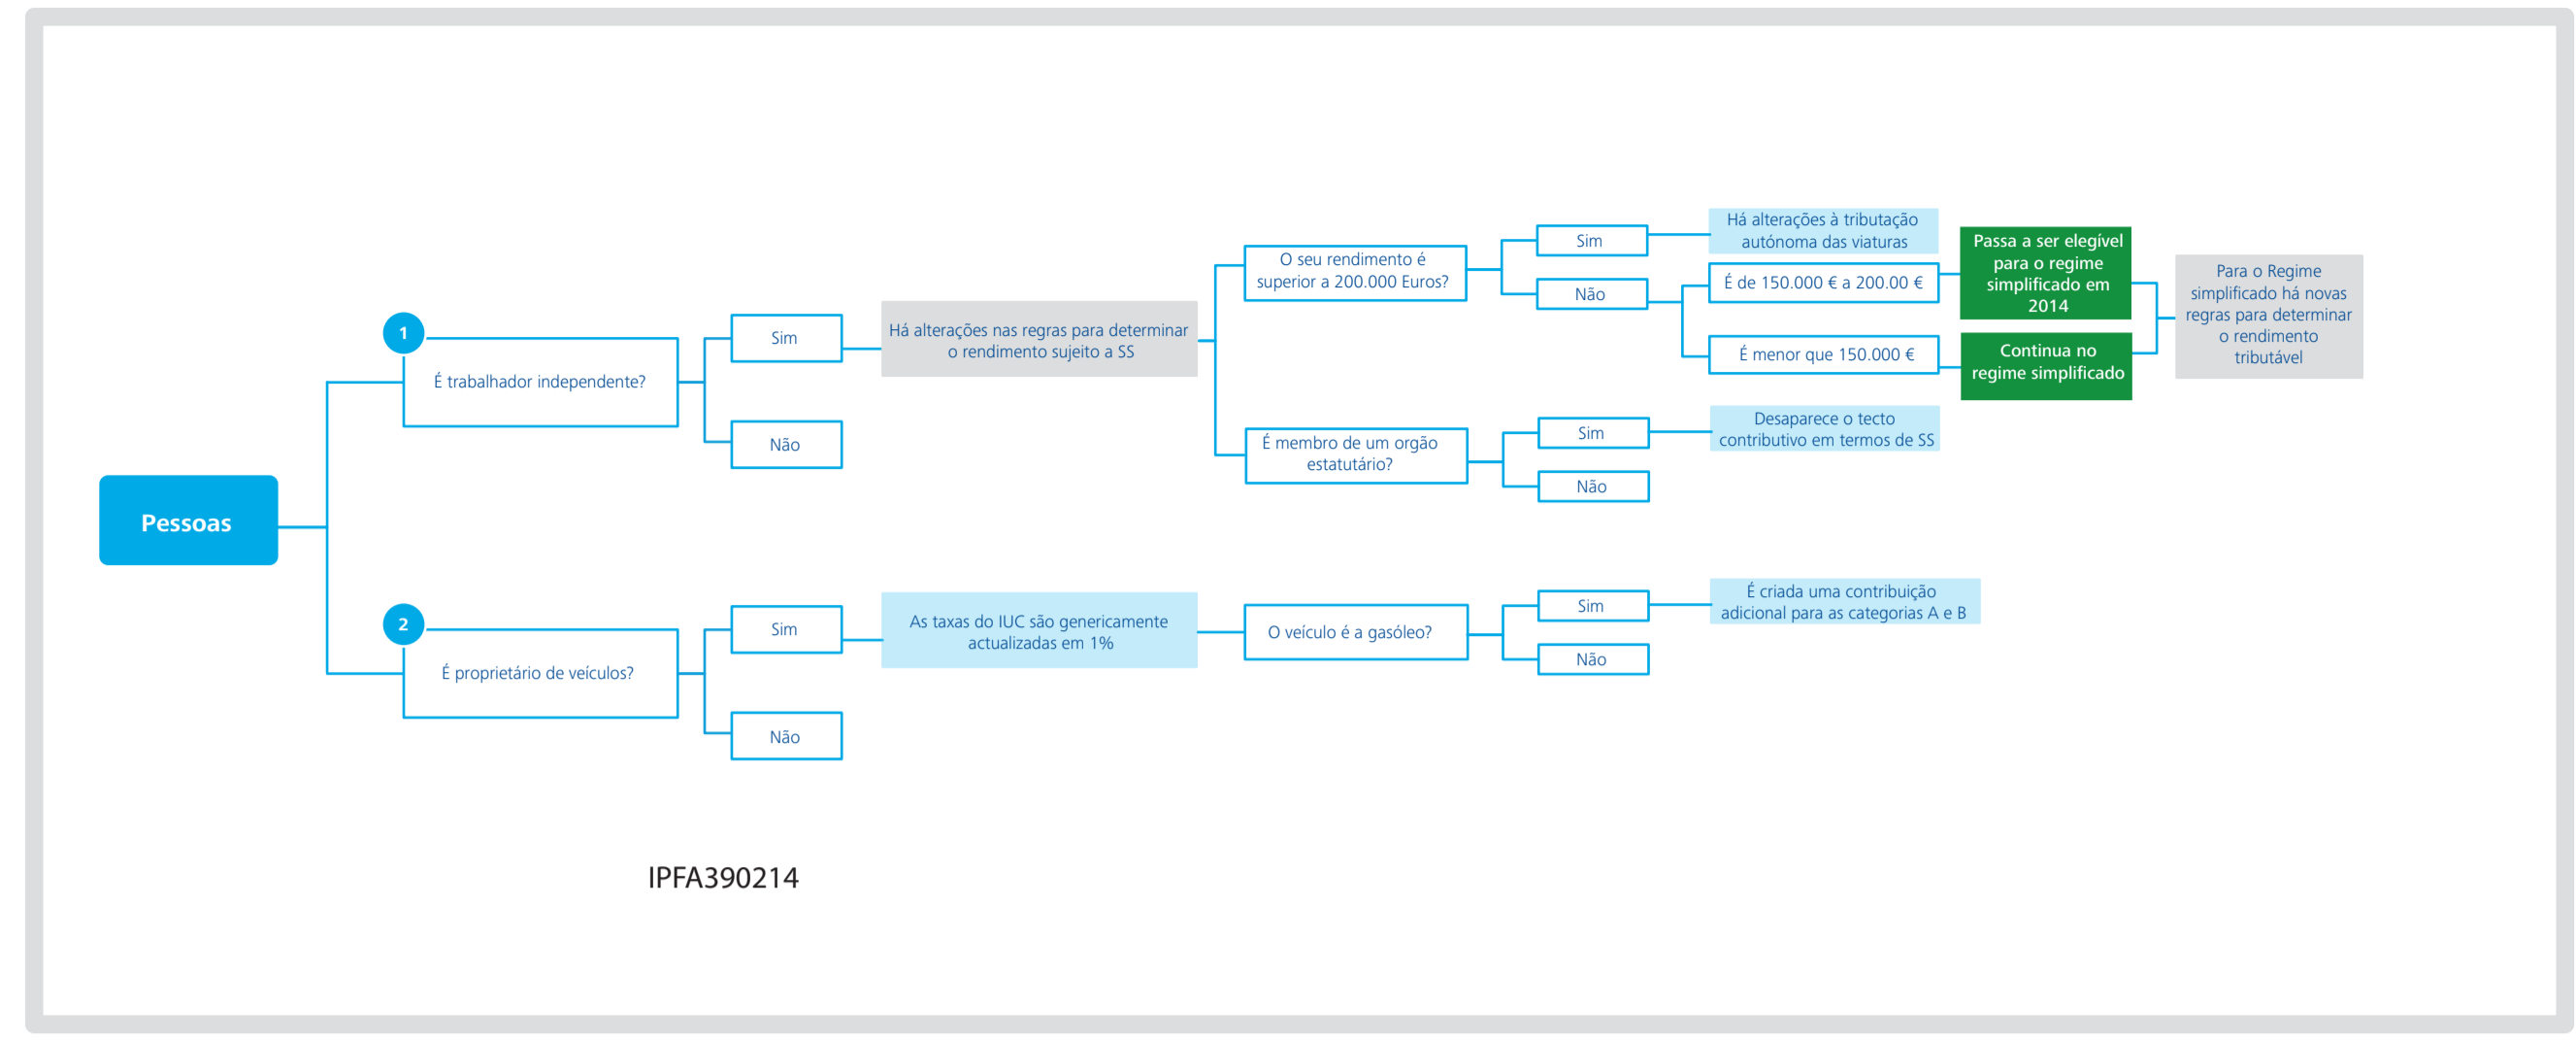 Pessoas
1
É trabalhador independente?
Sim
Não
Há alterações nas regras para determinar
o rendimento sujeito a SS
O seu rendimento é
superior a 200.000 Euros?
Sim
Há alterações à tributação
autónoma das viaturas
Não
É de 150.000 € a 200.00 €
Passa a ser elegível
para o regime
simplificado em
2014
É menor que 150.000 €
Continua no
regime simplificado
Para o Regime
simplificado há novas
regras para determinar
o rendimento
tributável
É membro de um orgão
estatutário?
Sim
Desaparece o tecto
contributivo em termos de SS
Não
2
É proprietário de veículos?
Sim
Não
As taxas do IUC são genericamente
actualizadas em 1%
O veículo é a gasóleo?
Sim
É criada uma contribuição
adicional para as categorias A e B
Não
IPFA390214